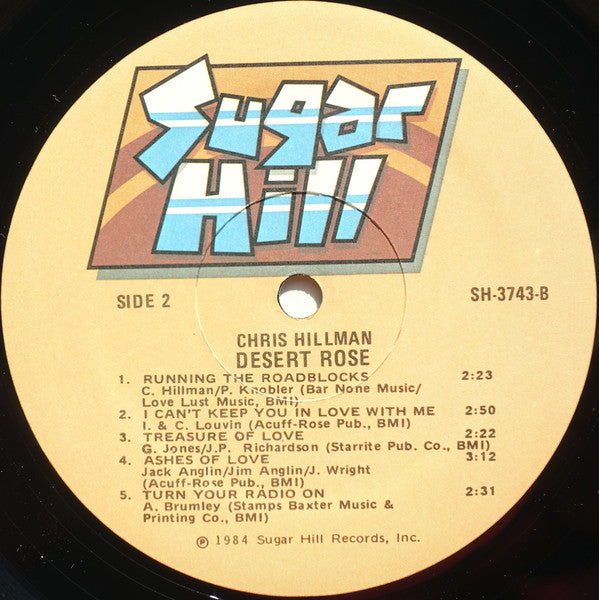 Sugar
Hill
SIDE 2
SH-3743-B
CHRIS HILLMAN
DESERT ROSE
1. RUNNING THE ROADBLOCKS 2:23
C. Hillman/P. Knobler (Bar None Music/
Love Lust Music, BMI)
2. I CAN'T KEEP YOU IN LOVE WITH ME 2:50
I. & C. Louvin (Acuff-Rose Pub., BMI)
3. TREASURE OF LOVE 2:22
G. Jones/J.P. Richardson (Starrite Pub. Co., BMI)
4. ASHES OF LOVE 3:12
Jack Anglin/Jim Anglin/J. Wright
(Acuff-Rose Pub., BMI)
5. TURN YOUR RADIO ON 2:31
A. Brumley (Stamps Baxter Music &
Printing Co., BMI)
℗ 1984 Sugar Hill Records, Inc.